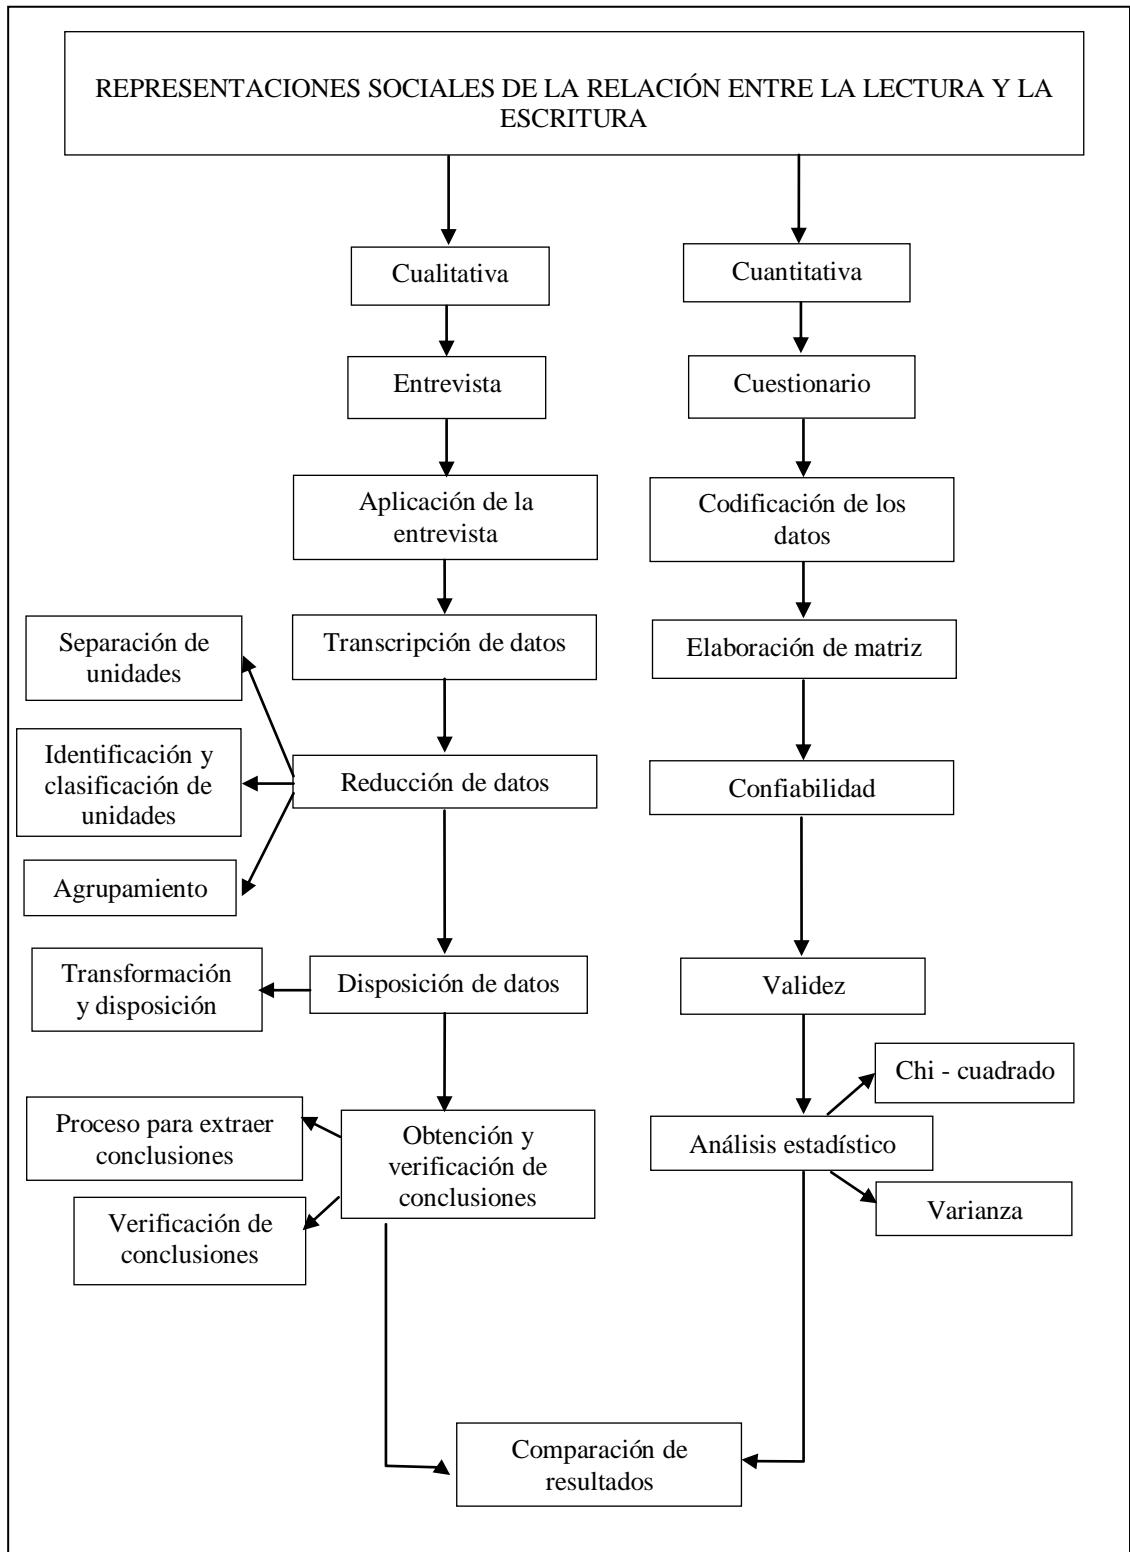 REPRESENTACIONES SOCIALES DE LA RELACIÓN ENTRE LA LECTURA Y LA
ESCRITURA
Cualitativa
Cuantitativa
Entrevista
Cuestionario
Aplicación de la
entrevista
Codificación de los
datos
Separación de
unidades
Transcripción de datos
Elaboración de matriz
Identificación y
clasificación de
unidades
Reducción de datos
Confiabilidad
Agrupamiento
Transformación
y disposición
Disposición de datos
Validez
Chi - cuadrado
Proceso para extraer
conclusiones
Obtención y
verificación de
conclusiones
Análisis estadístico
Verificación de
conclusiones
Varianza
Comparación de
resultados